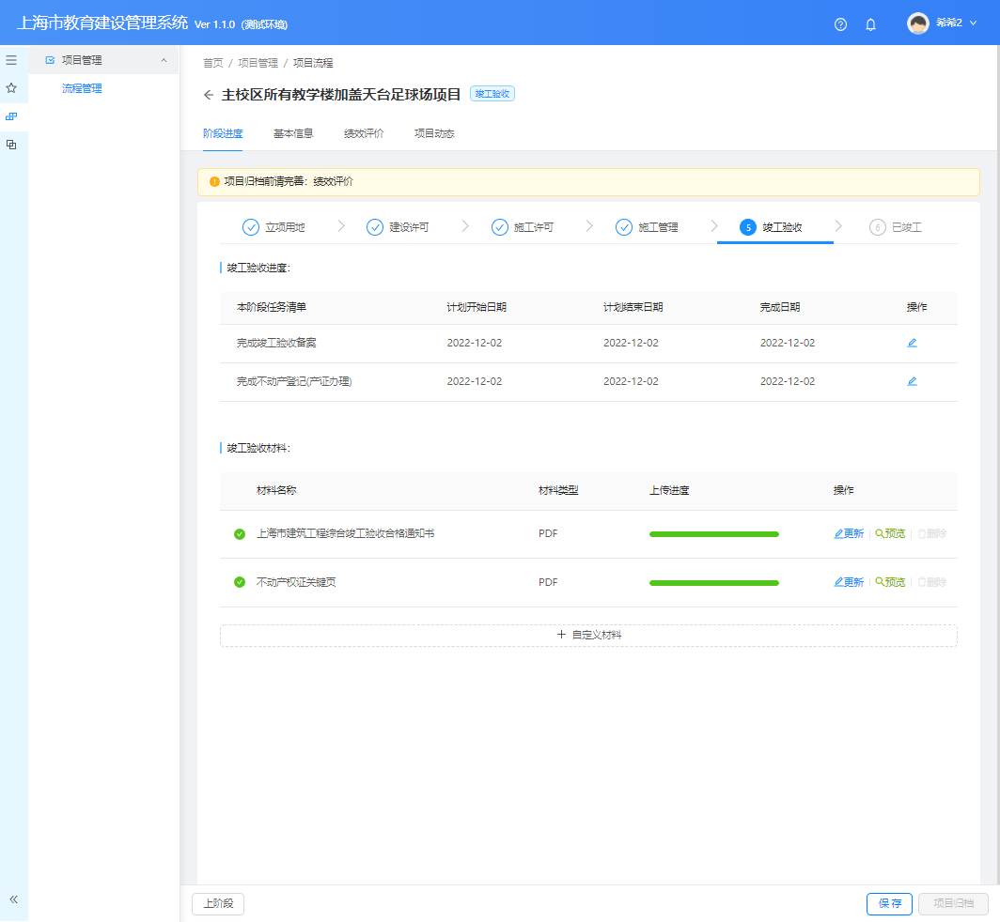 上海市教育建设管理系统 Ver 1.1.0 (测试环境)
希希2
项目管理
流程管理
首页 / 项目管理 / 项目流程
主校区所有教学楼加盖天台足球场项目 竣工验收
阶段进度 基本信息 绩效评价 项目动态
项目归档前请完善：绩效评价
立项用地 建设许可 施工许可 施工管理 5 竣工验收 6 已竣工
竣工验收进度：
本阶段任务清单 计划开始日期 计划结束日期 完成日期 操作
完成竣工验收备案 2022-12-02 2022-12-02 2022-12-02
完成不动产登记(产证办理) 2022-12-02 2022-12-02 2022-12-02
竣工验收材料：
材料名称 材料类型 上传进度 操作
上海市建筑工程综合竣工验收合格通知书 PDF 更新 预览 删除
不动产权证关键页 PDF 更新 预览 删除
+ 自定义材料
上阶段 保存 项目归档